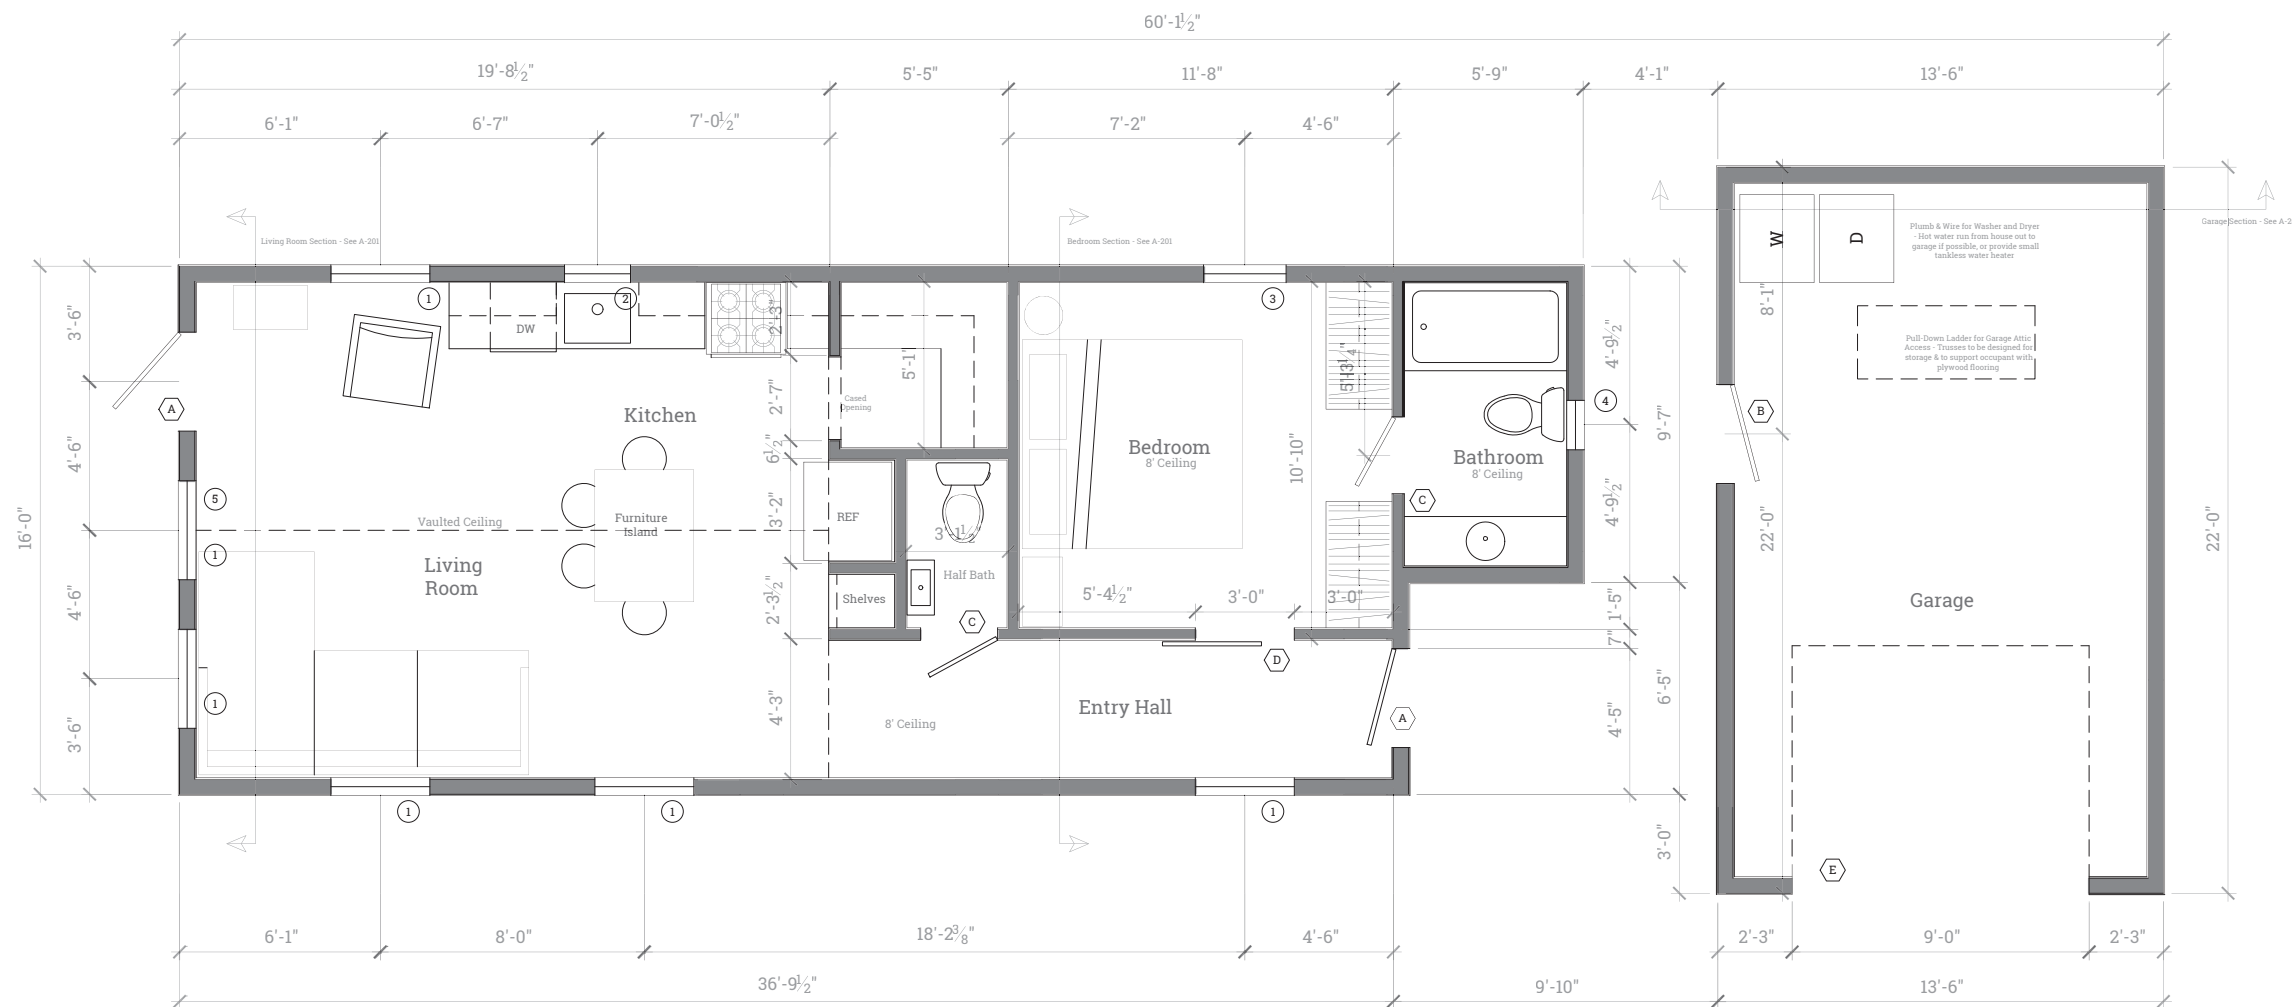 60'-1½"
19'-8½"
5'-5"
11'-8"
5'-9"
4'-1"
13'-6"
6'-1"
6'-7"
7'-0½"
7'-2"
4'-6"
Living Room Section - See A-201
Bedroom Section - See A-201
Garage Section - See A-2
W
D
Plumb & Wire for Washer and Dryer
- Hot water run from house out to
garage if possible, or provide small
tankless water heater
8'-1"
Pull-Down Ladder for Garage Attic
Access - Trusses to be designed for
storage & to support occupant with
plywood flooring
3'-6"
4'-6"
4'-6"
3'-6"
16'-0"
A
1
2
3
DW
2'-3"
5'-1"
4'-9½"
4
9'-7"
B
Kitchen
2'-7"
Cased
Opening
6½"
Bedroom
8' Ceiling
10'-10"
Bathroom
8' Ceiling
C
5
Vaulted Ceiling
Furniture
Island
3'-2"
REF
3'-1½"
4'-9½"
22'-0"
22'-0"
1
Living
Room
Half Bath
2'-3½"
Shelves
C
5'-4½"
3'-0"
3'-0"
1'-5"
7"
Garage
D
1
4'-3"
8' Ceiling
Entry Hall
A
4'-5"
6'-5"
1
1
1
3'-0"
E
6'-1"
8'-0"
18'-2⅜"
4'-6"
2'-3"
9'-0"
2'-3"
36'-9½"
9'-10"
13'-6"